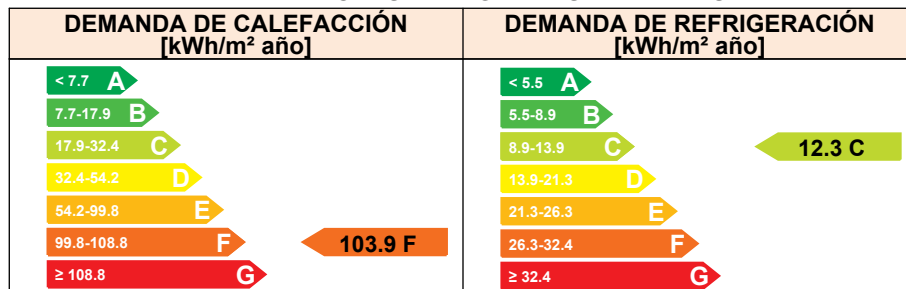 DEMANDA DE CALEFACCIÓN
[kWh/m² año]
< 7.7 A
7.7-17.9 B
17.9-32.4 C
32.4-54.2 D
54.2-99.8 E
99.8-108.8 F
103.9 F
≥ 108.8 G
DEMANDA DE REFRIGERACIÓN
[kWh/m² año]
< 5.5 A
5.5-8.9 B
8.9-13.9 C
12.3 C
13.9-21.3 D
21.3-26.3 E
26.3-32.4 F
≥ 32.4 G